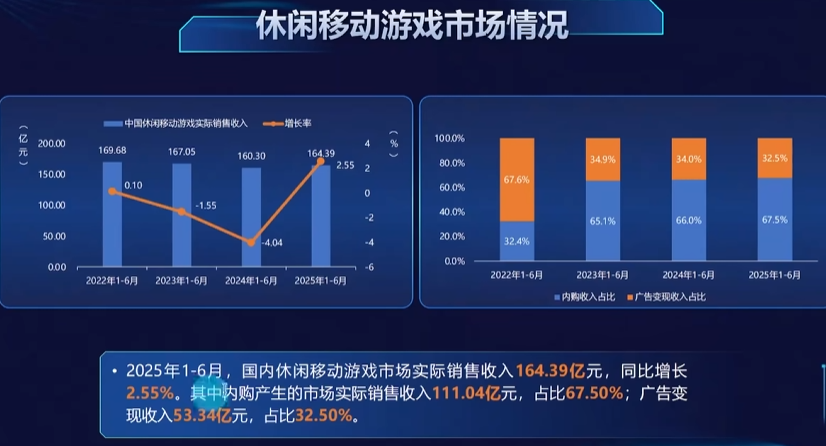 休闲移动游戏市场情况
（亿元）
中国休闲移动游戏实际销售收入 增长率
（%）
200.00
150.00
100.00
50.00
0.00
169.68 167.05 160.30 164.39
0.10 -1.55 -4.04 2.55
4
2
0
-2
-4
-6
2022年1-6月 2023年1-6月 2024年1-6月 2025年1-6月
100.0%
80.0%
60.0%
40.0%
20.0%
0.0%
67.6% 34.9% 34.0% 32.5%
32.4% 65.1% 66.0% 67.5%
2022年1-6月 2023年1-6月 2024年1-6月 2025年1-6月
内购收入占比 广告变现收入占比
• 2025年1-6月，国内休闲移动游戏市场实际销售收入164.39亿元，同比增长
2.55%。其中内购产生的市场实际销售收入111.04亿元，占比67.50%；广告变
现收入53.34亿元，占比32.50%。